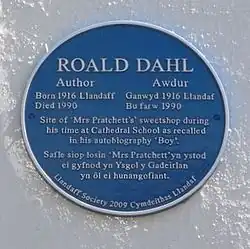 ROALD DAHL
Author Awdur
Born 1916 Llandaff Ganwyd 1916 Llandaf
Died 1990 Bu farw 1990
Site of 'Mrs Pratchett's' sweetshop during
his time at Cathedral School as recalled
in his autobiography 'Boy'.
Safle siop losin 'Mrs Pratchett' yn ystod
ei gyfnod yn Ysgol y Gadeirlan
yn ôl ei hunangofiant.
Llandaff Society 2009 Cymdeithas Llandaf